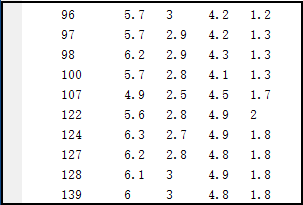 96 5.7 3 4.2 1.2
97 5.7 2.9 4.2 1.3
98 6.2 2.9 4.3 1.3
100 5.7 2.8 4.1 1.3
107 4.9 2.5 4.5 1.7
122 5.6 2.8 4.9 2
124 6.3 2.7 4.9 1.8
127 6.2 2.8 4.8 1.8
128 6.1 3 4.9 1.8
139 6 3 4.8 1.8